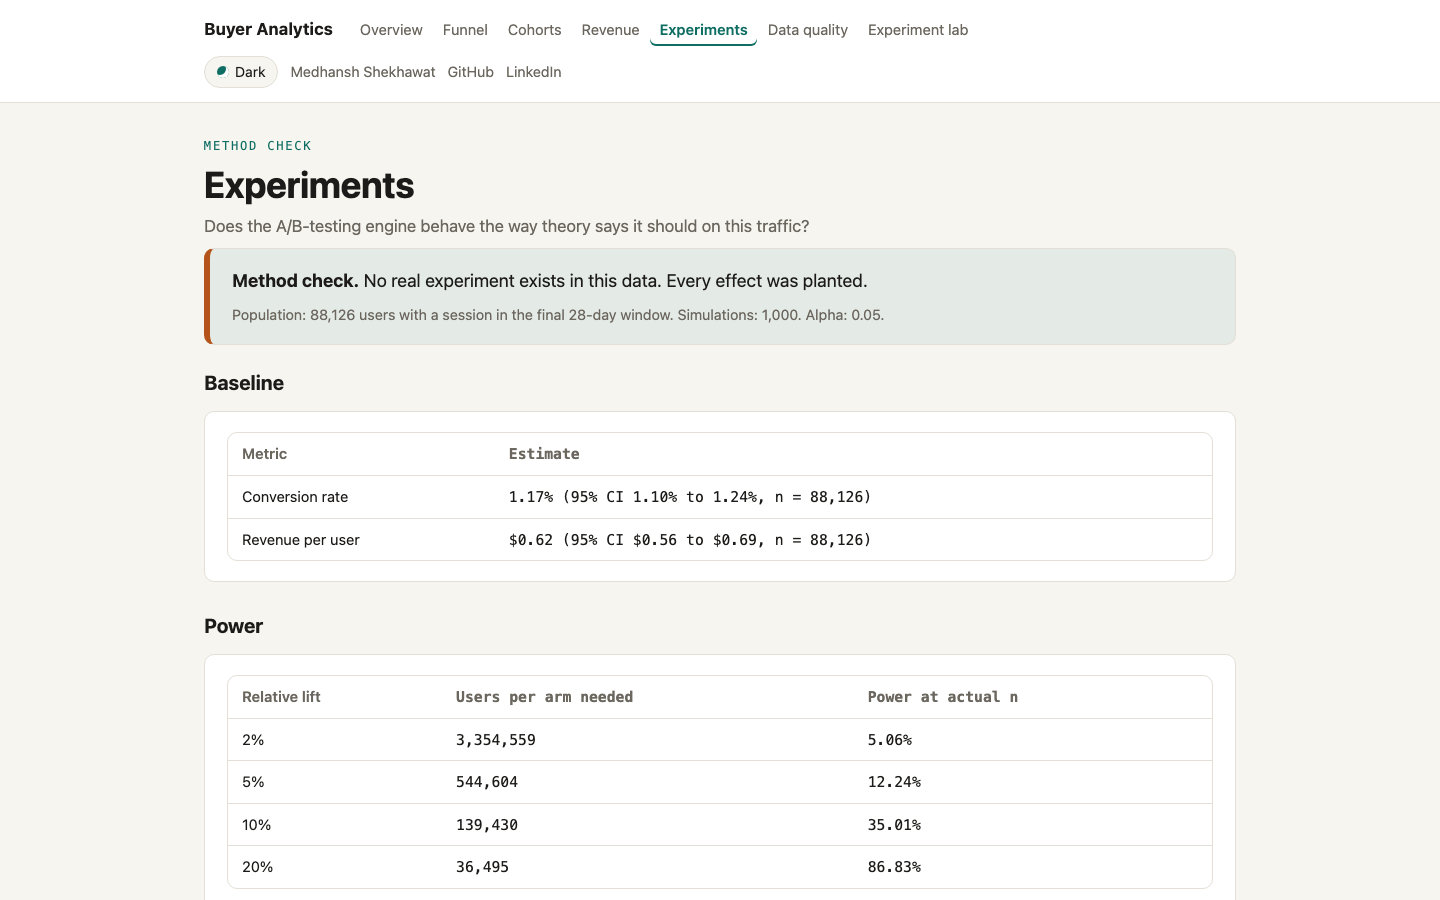 Buyer Analytics Overview Funnel Cohorts Revenue Experiments Data quality Experiment lab
Dark Medhansh Shekhawat GitHub LinkedIn
METHOD CHECK
Experiments
Does the A/B-testing engine behave the way theory says it should on this traffic?
Method check. No real experiment exists in this data. Every effect was planted.
Population: 88,126 users with a session in the final 28-day window. Simulations: 1,000. Alpha: 0.05.
Baseline
Metric Estimate
Conversion rate 1.17% (95% CI 1.10% to 1.24%, n = 88,126)
Revenue per user $0.62 (95% CI $0.56 to $0.69, n = 88,126)
Power
Relative lift Users per arm needed Power at actual n
2% 3,354,559 5.06%
5% 544,604 12.24%
10% 139,430 35.01%
20% 36,495 86.83%